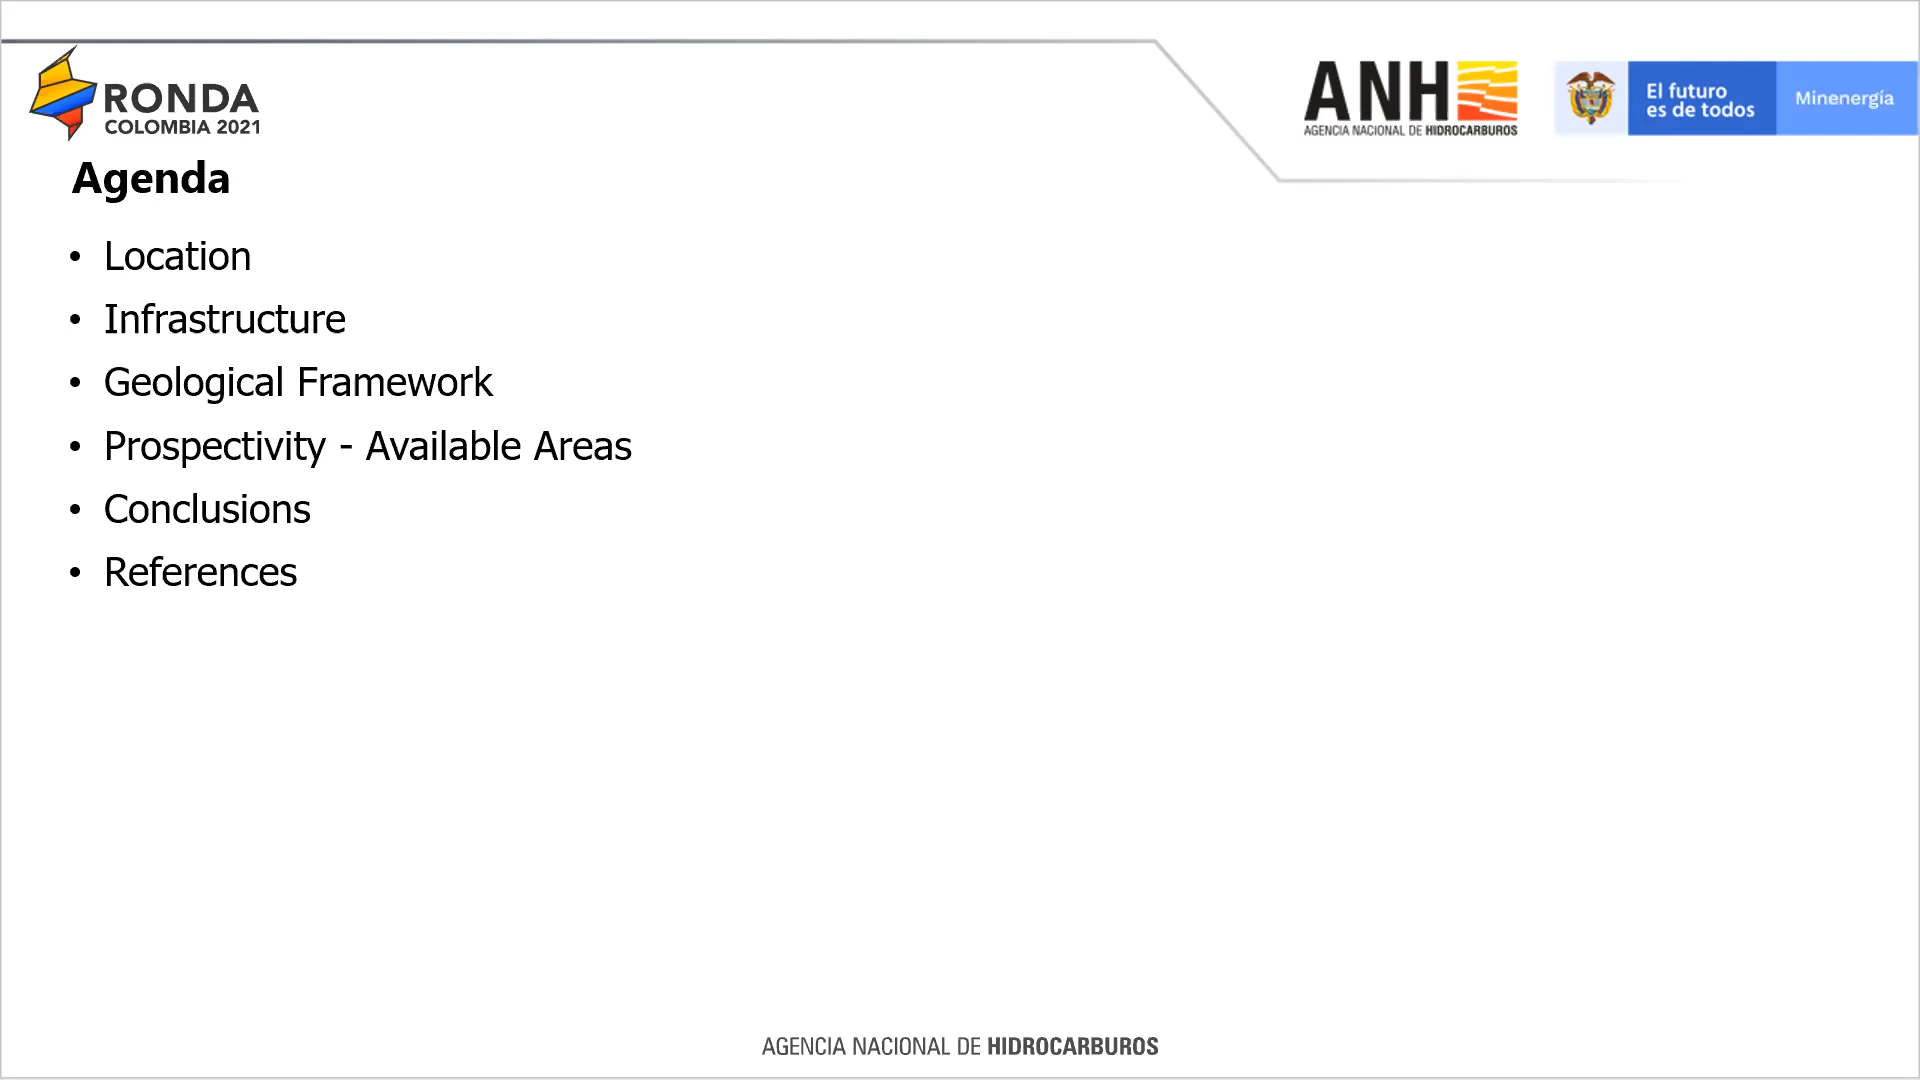 RONDA
COLOMBIA 2021
ANH
AGENCIA NACIONAL DE HIDROCARBUROS
El futuro
es de todos
Minenergía
Agenda
• Location
• Infrastructure
• Geological Framework
• Prospectivity - Available Areas
• Conclusions
• References
AGENCIA NACIONAL DE HIDROCARBUROS